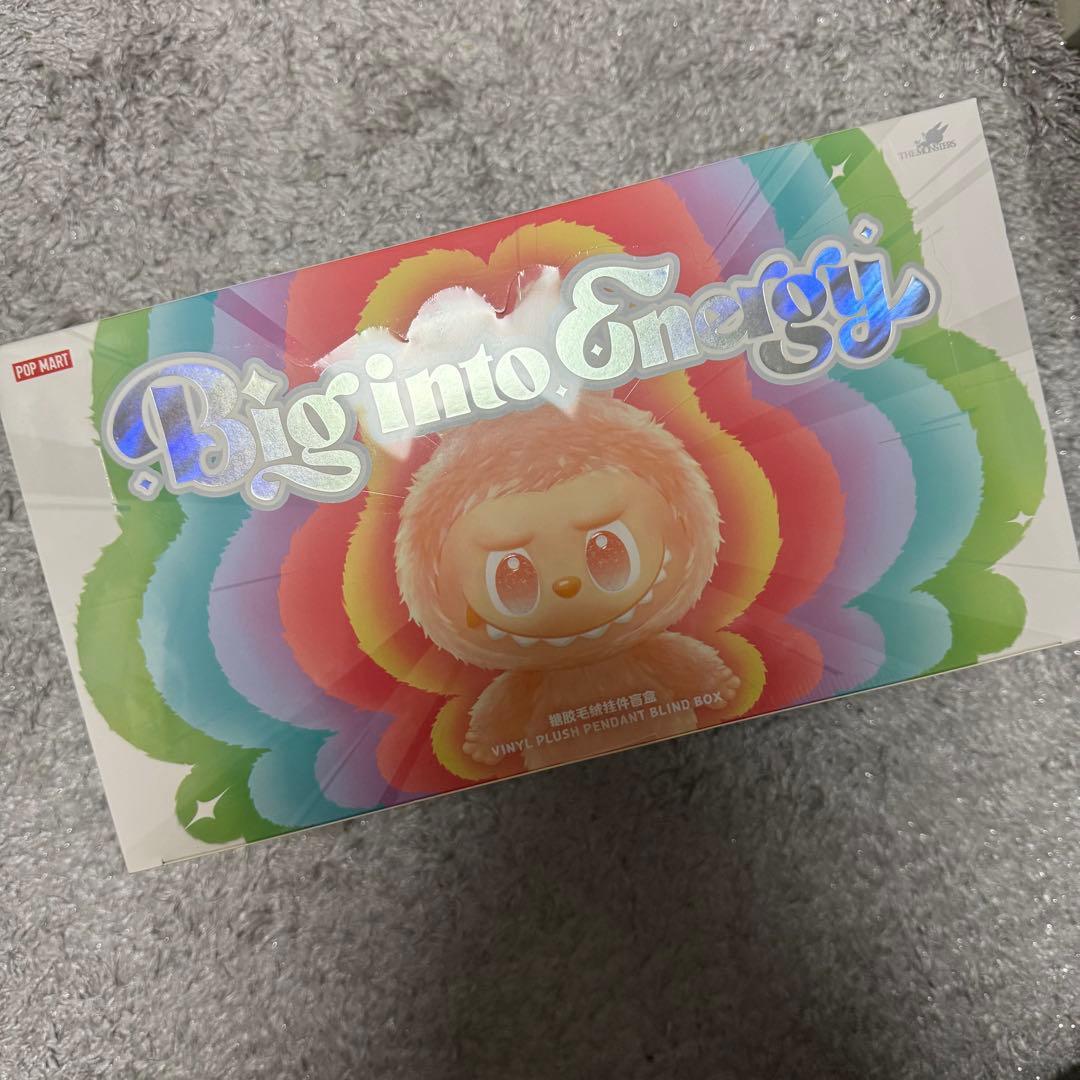 POP MART
THE MONSTERS
Big into Energy
搪胶毛绒挂件盲盒
VINYL PLUSH PENDANT BLIND BOX